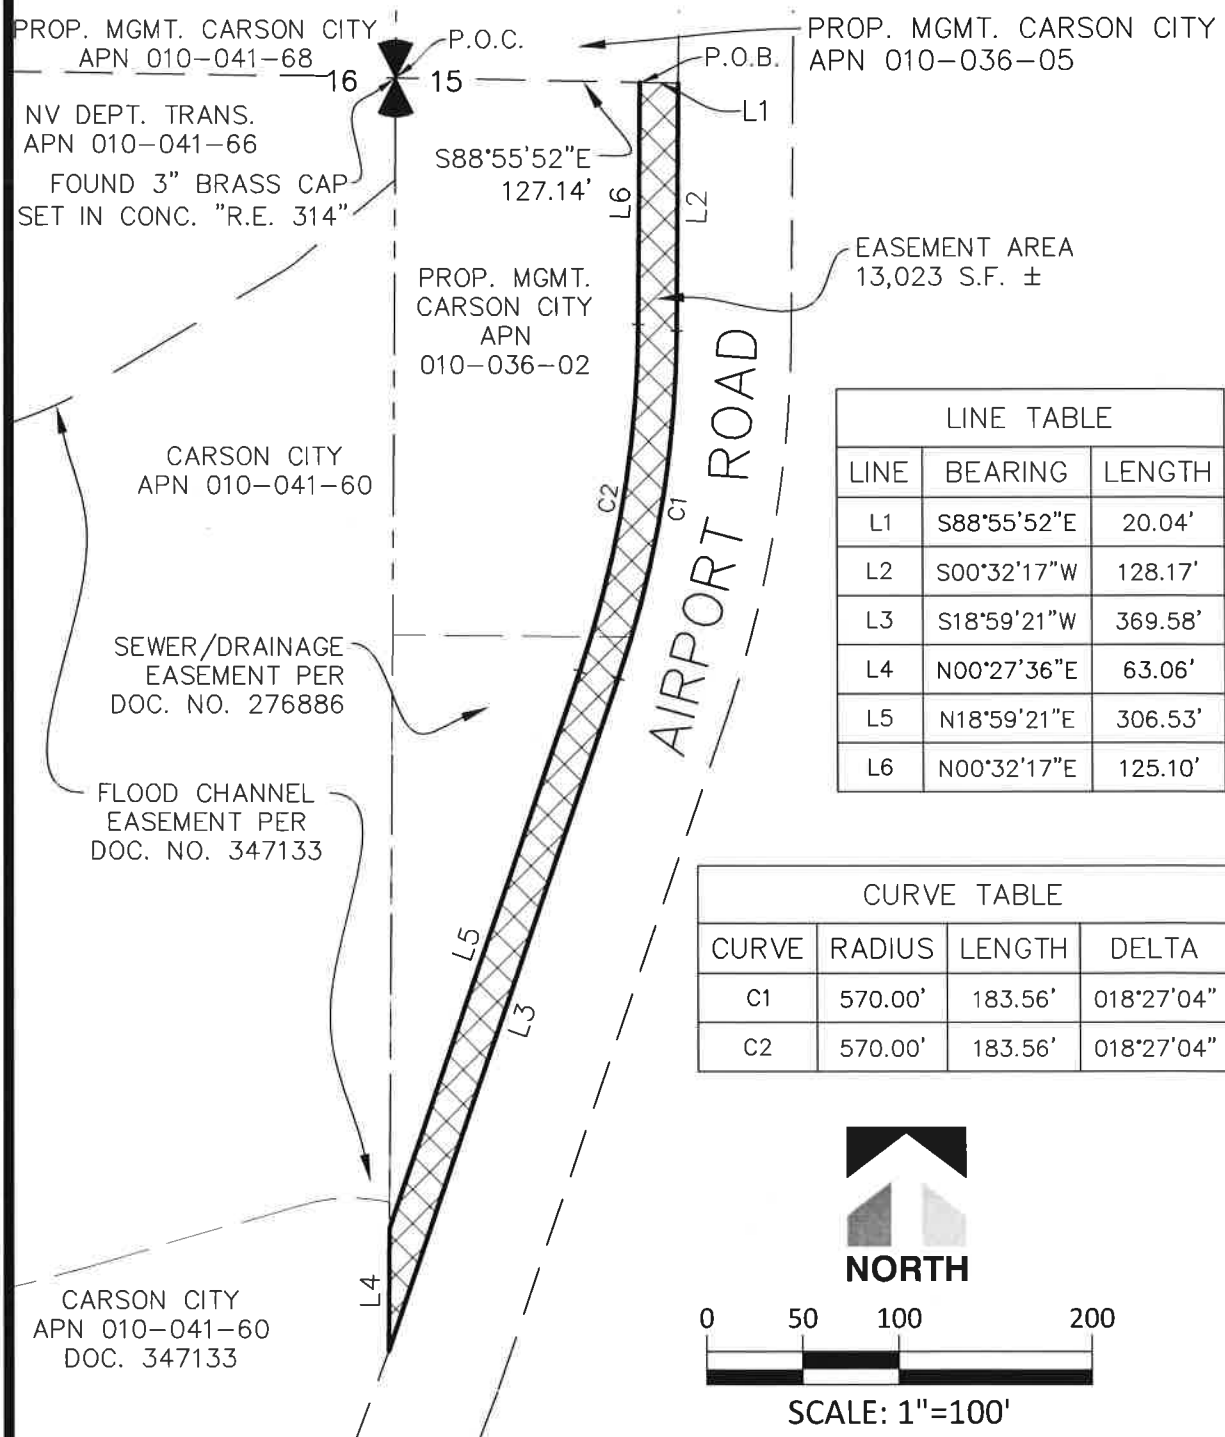 PROP. MGMT. CARSON CITY
APN 010-041-68
P.O.C.
PROP. MGMT. CARSON CITY
APN 010-036-05
P.O.B.
16
15
L1
NV DEPT. TRANS.
APN 010-041-66
S88°55'52"E
127.14'
FOUND 3" BRASS CAP
SET IN CONC. "R.E. 314"
L6
L2
EASEMENT AREA
13,023 S.F. ±
PROP. MGMT.
CARSON CITY
APN
010-036-02
AIRPORT ROAD
CARSON CITY
APN 010-041-60
C2
C1
LINE TABLE
LINE BEARING LENGTH
L1 S88°55'52"E 20.04'
L2 S00°32'17"W 128.17'
L3 S18°59'21"W 369.58'
L4 N00°27'36"E 63.06'
L5 N18°59'21"E 306.53'
L6 N00°32'17"E 125.10'
SEWER/DRAINAGE
EASEMENT PER
DOC. NO. 276886
FLOOD CHANNEL
EASEMENT PER
DOC. NO. 347133
CURVE TABLE
CURVE RADIUS LENGTH DELTA
C1 570.00' 183.56' 018°27'04"
C2 570.00' 183.56' 018°27'04"
L5
L3
L4
NORTH
CARSON CITY
APN 010-041-60
DOC. 347133
0 50 100 200
SCALE: 1"=100'